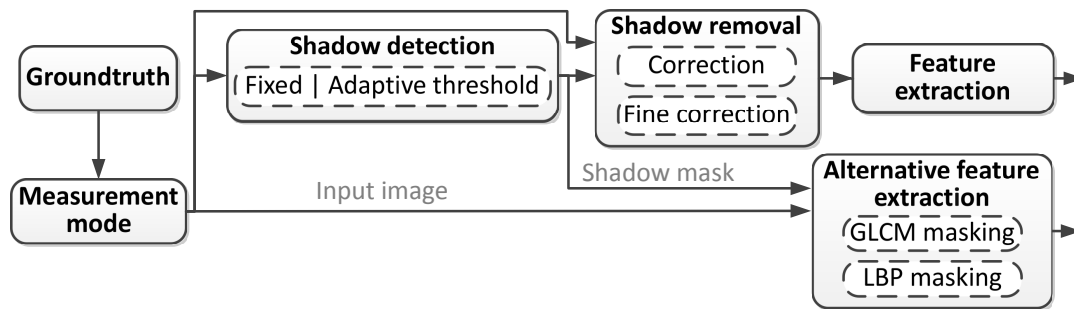 Groundtruth
Measurement
mode
Shadow detection
Fixed | Adaptive threshold
Shadow removal
Correction
Fine correction
Feature
extraction
Input image
Shadow mask
Alternative feature
extraction
GLCM masking
LBP masking